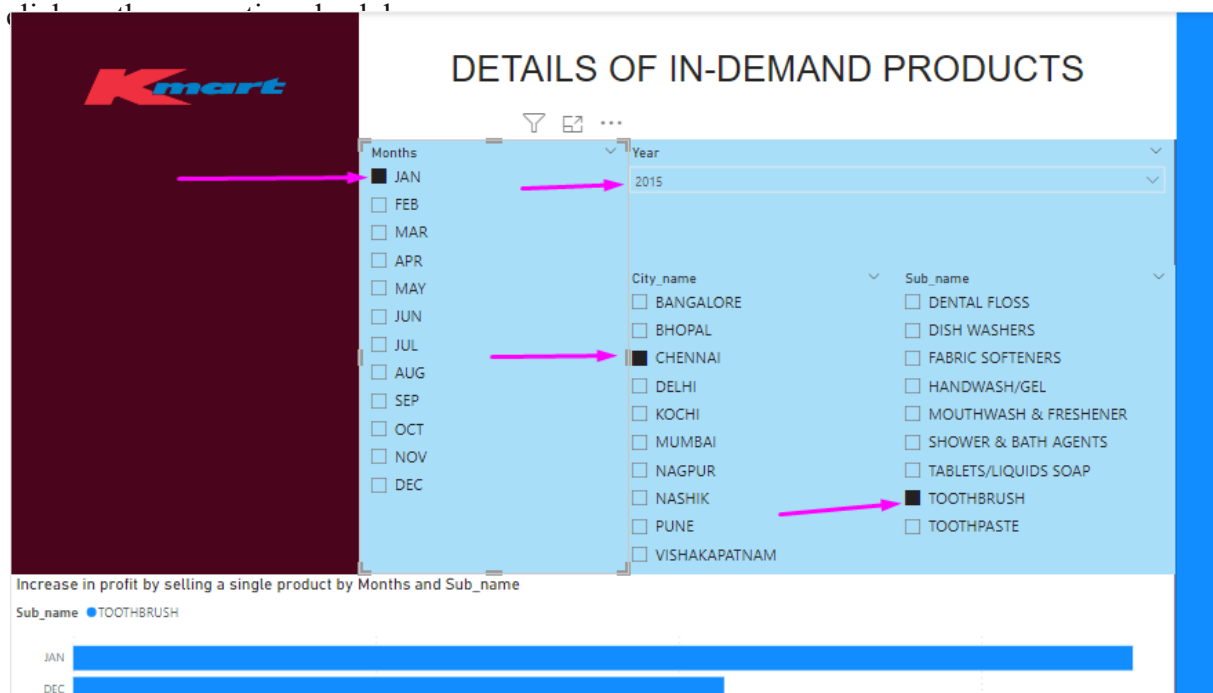 Kmart
DETAILS OF IN-DEMAND PRODUCTS
Months
JAN
FEB
MAR
APR
MAY
JUN
JUL
AUG
SEP
OCT
NOV
DEC
Year
2015
City_name
BANGALORE
BHOPAL
CHENNAI
DELHI
KOCHI
MUMBAI
NAGPUR
NASHIK
PUNE
VISHAKAPATNAM
Sub_name
DENTAL FLOSS
DISH WASHERS
FABRIC SOFTENERS
HANDWASH/GEL
MOUTHWASH & FRESHENER
SHOWER & BATH AGENTS
TABLETS/LIQUIDS SOAP
TOOTHBRUSH
TOOTHPASTE
Increase in profit by selling a single product by Months and Sub_name
Sub_name TOOTHBRUSH
JAN
DEC